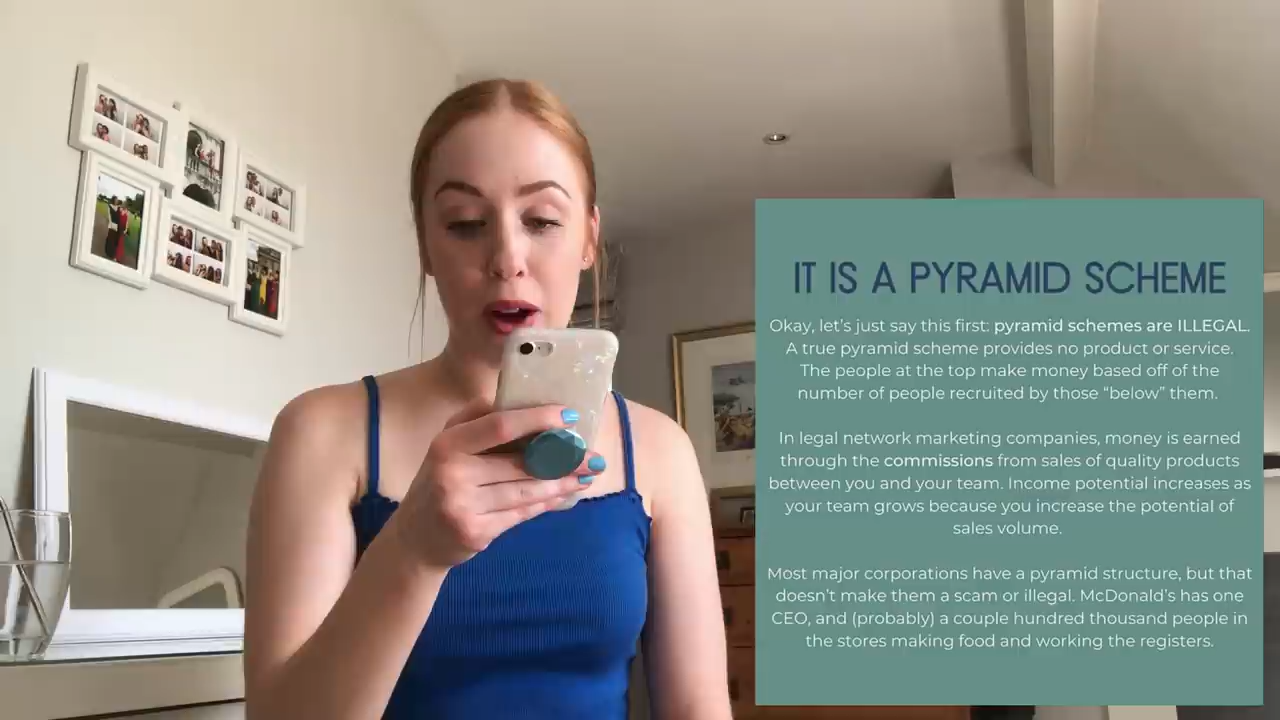 IT IS A PYRAMID SCHEME
Okay, let's just say this first: pyramid schemes are ILLEGAL.
A true pyramid scheme provides no product or service.
The people at the top make money based off of the
number of people recruited by those “below” them.
In legal network marketing companies, money is earned
through the commissions from sales of quality products
between you and your team. Income potential increases as
your team grows because you increase the potential of
sales volume.
Most major corporations have a pyramid structure, but that
doesn't make them a scam or illegal. McDonald's has one
CEO, and (probably) a couple hundred thousand people in
the stores making food and working the registers.